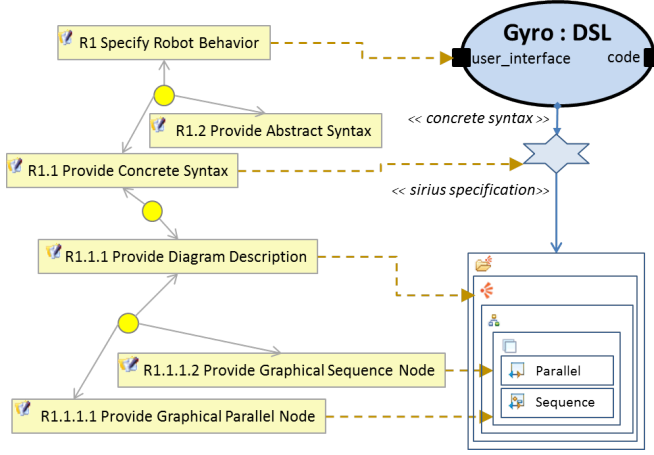 Gyro : DSL
R1 Specify Robot Behavior
user_interface
code
<< concrete syntax >>
R1.2 Provide Abstract Syntax
R1.1 Provide Concrete Syntax
<< sirius specification>>
R1.1.1 Provide Diagram Description
R1.1.1.2 Provide Graphical Sequence Node
Parallel
Sequence
R1.1.1.1 Provide Graphical Parallel Node